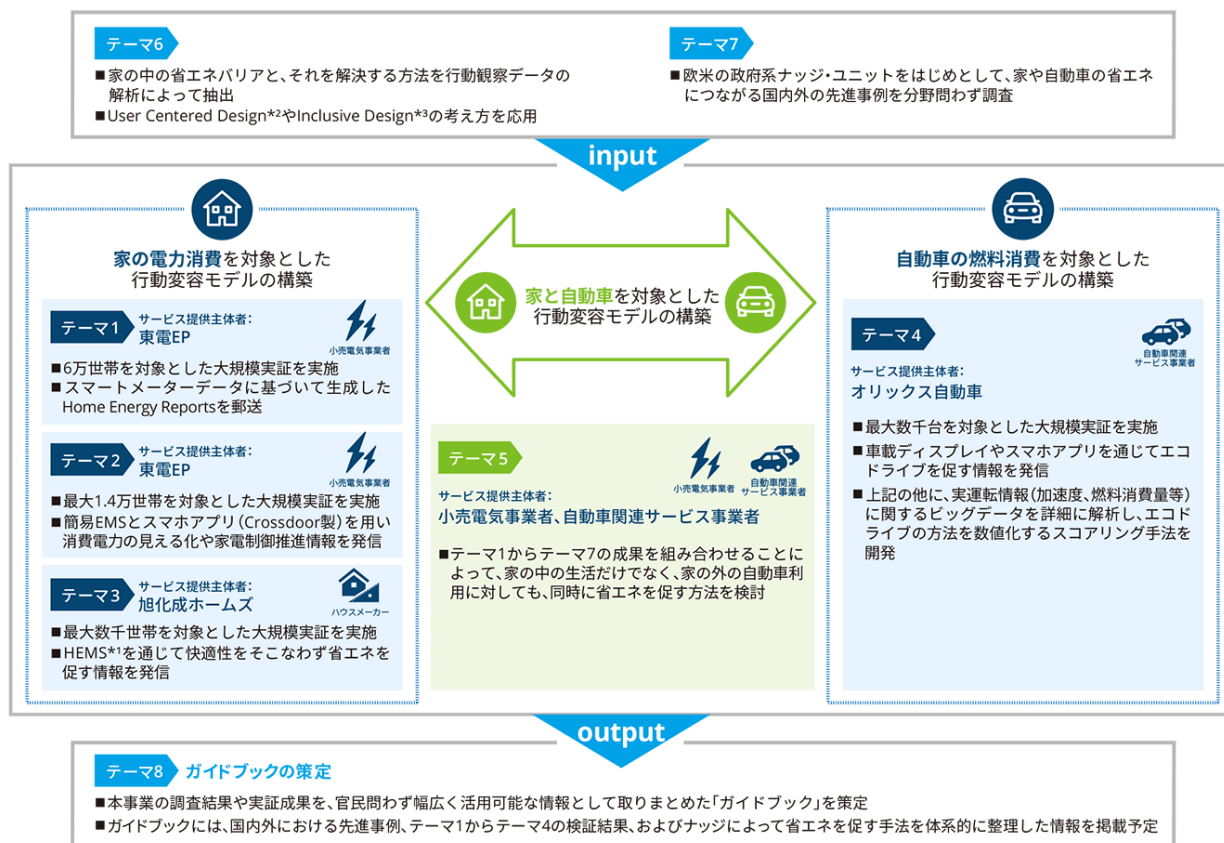 テーマ6
■家の中の省エネバリアと、それを解決する方法を行動観察データの
解析によって抽出
■User Centered Design*²やInclusive Design*³の考え方を応用
テーマ7
■欧米の政府系ナッジ・ユニットをはじめとして、家や自動車の省エネ
につながる国内外の先進事例を分野問わず調査
input
家の電力消費を対象とした
行動変容モデルの構築
テーマ1
サービス提供主体者：
東電EP
小売電気事業者
■6万世帯を対象とした大規模実証を実施
■スマートメーターデータに基づいて生成した
Home Energy Reportsを郵送
テーマ2
サービス提供主体者：
東電EP
小売電気事業者
■最大1.4万世帯を対象とした大規模実証を実施
■簡易EMSとスマホアプリ（Crossdoor製）を用い
消費電力の見える化や家電制御推進情報を発信
テーマ3
サービス提供主体者：
旭化成ホームズ
ハウスメーカー
■最大数千世帯を対象とした大規模実証を実施
■HEMS*¹を通じて快適性をそこなわず省エネを
促す情報を発信
家と自動車を対象とした
行動変容モデルの構築
テーマ5
小売電気事業者
自動車関連
サービス事業者
サービス提供主体者：
小売電気事業者、自動車関連サービス事業者
■テーマ1からテーマ7の成果を組み合わせることに
よって、家の中の生活だけでなく、家の外の自動車利
用に対しても、同時に省エネを促す方法を検討
自動車の燃料消費を対象とした
行動変容モデルの構築
テーマ4
自動車関連
サービス事業者
サービス提供主体者：
オリックス自動車
■最大数千台を対象とした大規模実証を実施
■車載ディスプレイやスマホアプリを通じてエコ
ドライブを促す情報を発信
■上記の他に、実運転情報（加速度、燃料消費量等）
に関するビッグデータを詳細に解析し、エコド
ライブの方法を数値化するスコアリング手法を
開発
output
テーマ8
ガイドブックの策定
■本事業の調査結果や実証成果を、官民問わず幅広く活用可能な情報として取りまとめた「ガイドブック」を策定
■ガイドブックには、国内外における先進事例、テーマ1からテーマ4の検証結果、およびナッジによって省エネを促す手法を体系的に整理した情報を掲載予定